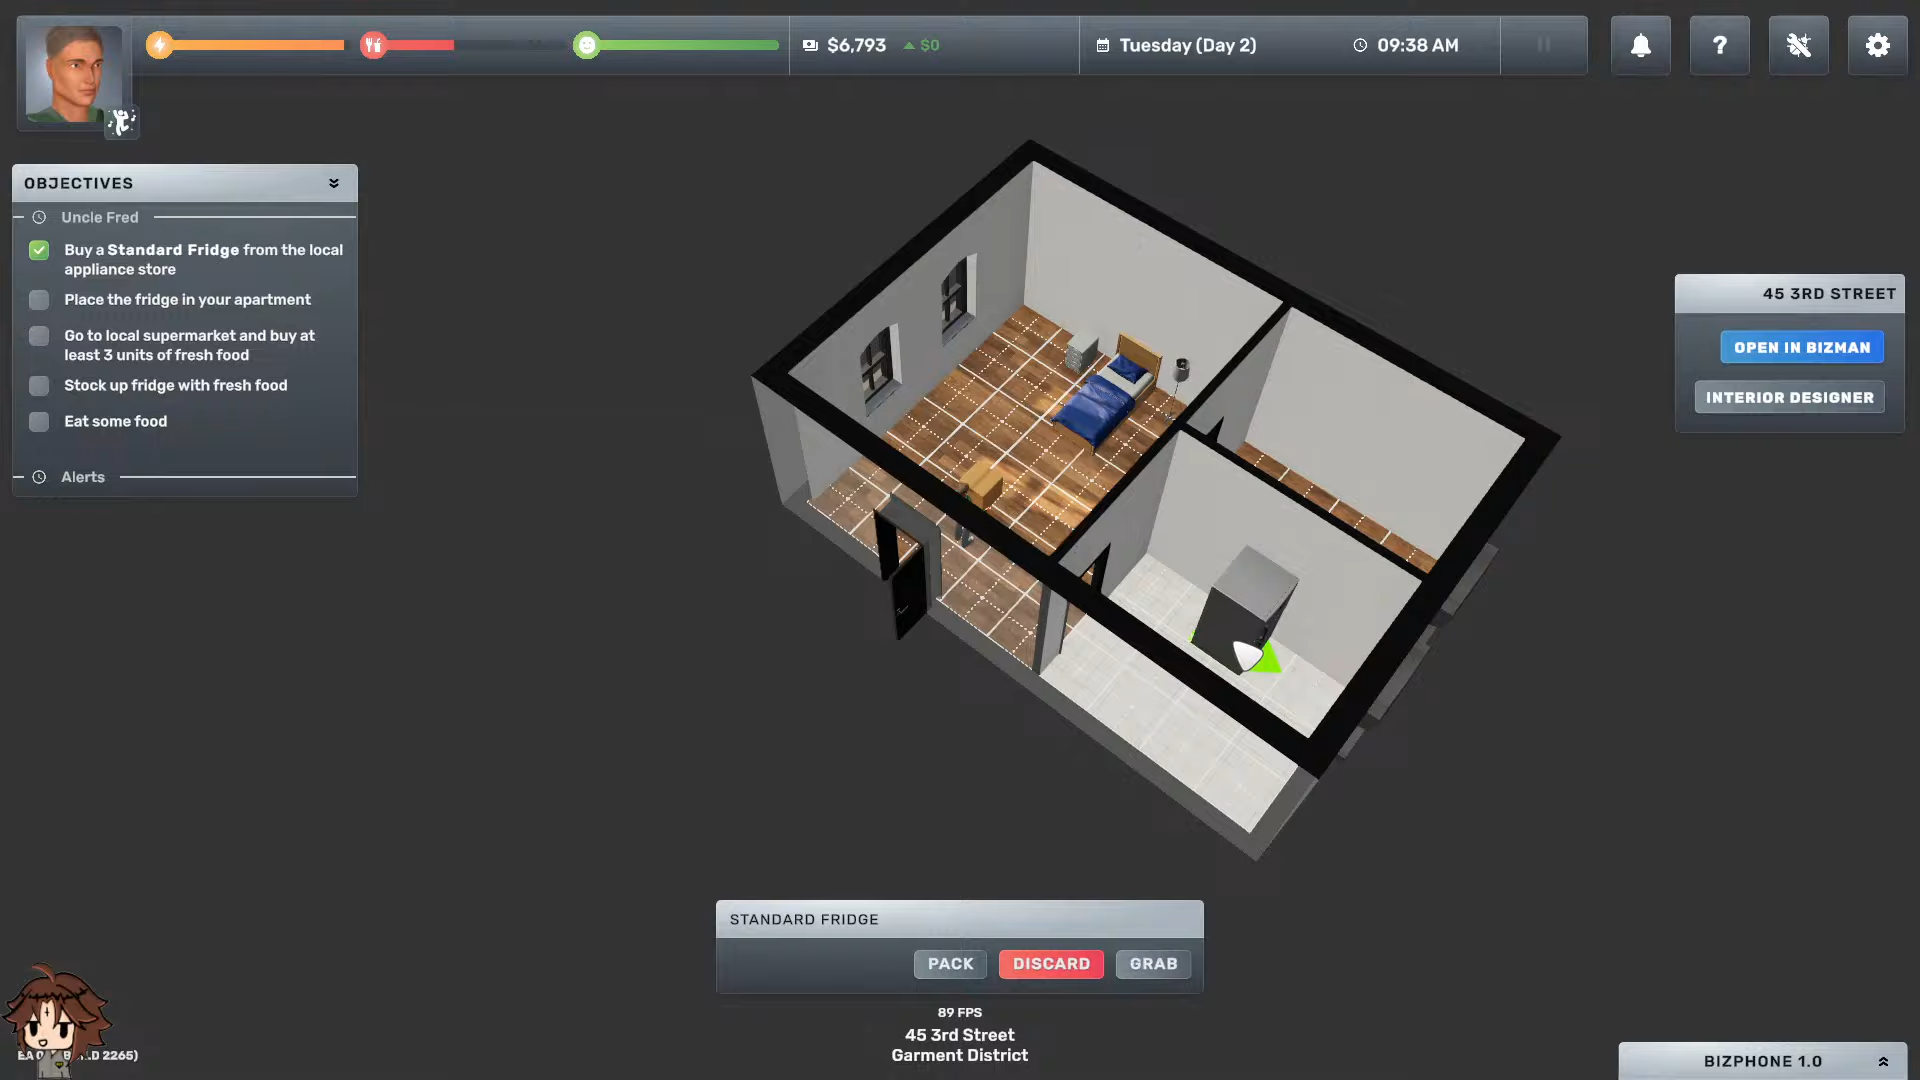 $6,793 $0
Tuesday (Day 2)
09:38 AM
?
OBJECTIVES
Uncle Fred
Buy a Standard Fridge from the local
appliance store
Place the fridge in your apartment
Go to local supermarket and buy at
least 3 units of fresh food
Stock up fridge with fresh food
Eat some food
Alerts
45 3RD STREET
OPEN IN BIZMAN
INTERIOR DESIGNER
STANDARD FRIDGE
PACK
DISCARD
GRAB
89 FPS
45 3rd Street
Garment District
EA 2265)
BIZPHONE 1.0